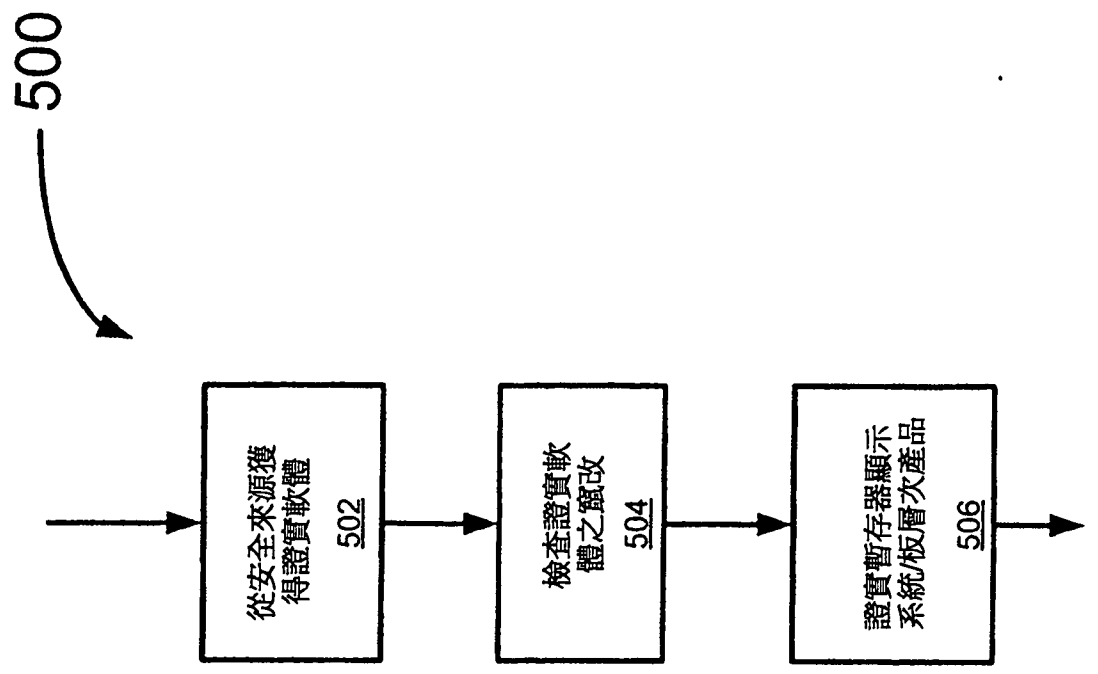 500
從安全來源獲
得證實軟體
502
檢查證實軟
體之竄改
504
證實暫存器顯示
系統/板層次產品
506